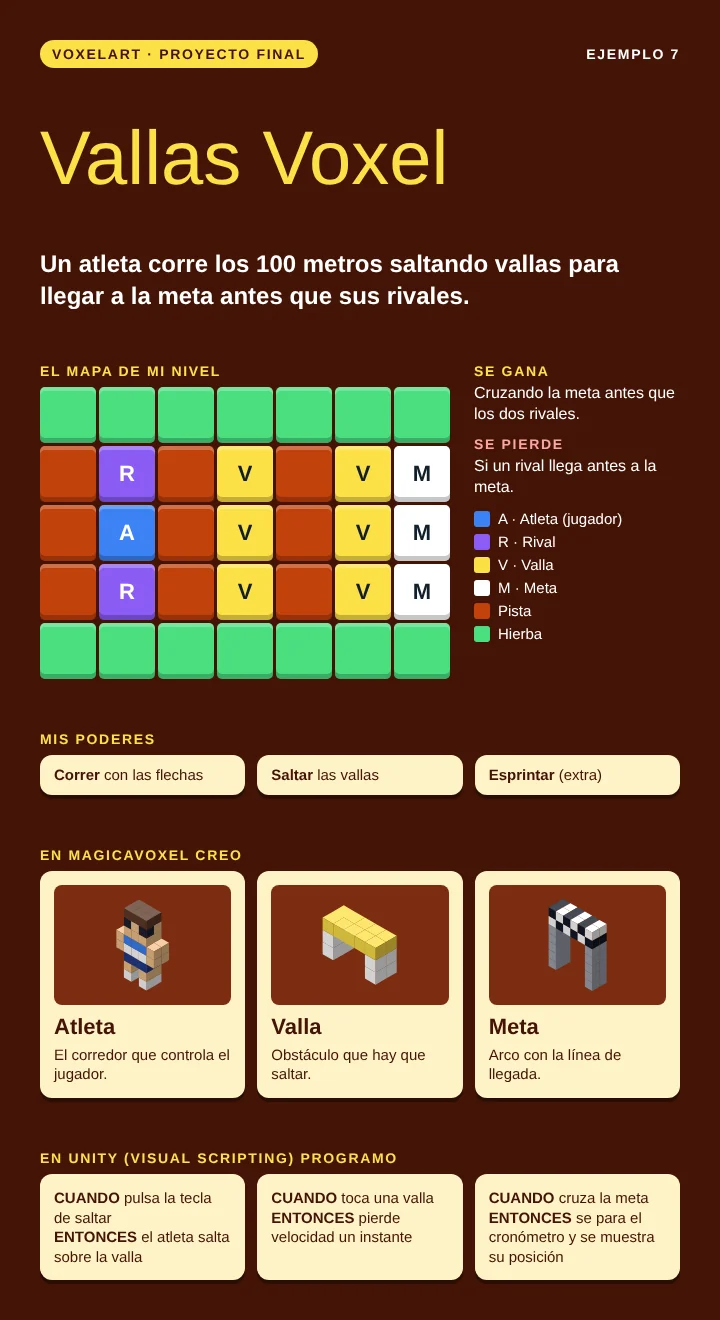 VOXELART · PROYECTO FINAL
EJEMPLO 7
Vallas Voxel
Un atleta corre los 100 metros saltando vallas para
llegar a la meta antes que sus rivales.
EL MAPA DE MI NIVEL
R V V M
A V V M
R V V M
SE GANA
Cruzando la meta antes que
los dos rivales.
SE PIERDE
Si un rival llega antes a la
meta.
A · Atleta (jugador)
R · Rival
V · Valla
M · Meta
Pista
Hierba
MIS PODERES
Correr con las flechas
Saltar las vallas
Esprintar (extra)
EN MAGICAVOXEL CREO
Atleta
El corredor que controla el
jugador.
Valla
Obstáculo que hay que
saltar.
Meta
Arco con la línea de
llegada.
EN UNITY (VISUAL SCRIPTING) PROGRAMO
CUANDO pulsa la tecla
de saltar
ENTONCES el atleta salta
sobre la valla
CUANDO toca una valla
ENTONCES pierde
velocidad un instante
CUANDO cruza la meta
ENTONCES se para el
cronómetro y se muestra
su posición